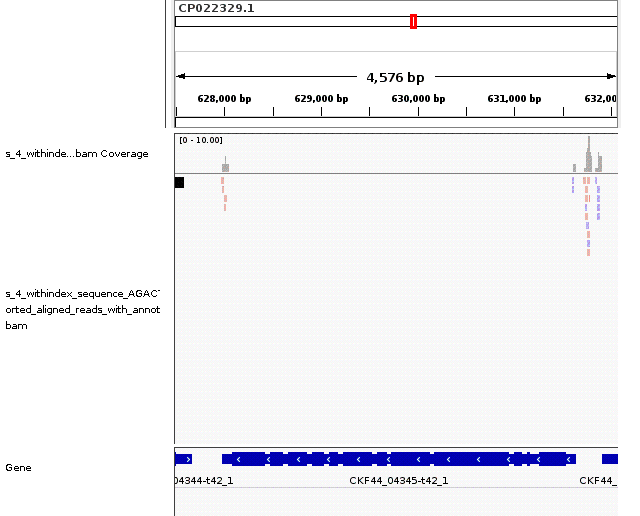 CP022329.1
4,576 bp
628,000 bp 629,000 bp 630,000 bp 631,000 bp 632,00
[0 - 10.00]
s_4_withinde...bam Coverage
s_4_withindex_sequence_AGAC
orted_aligned_reads_with_annot
bam
Gene
04344-t42_1 CKF44_04345-t42_1 CKF44_